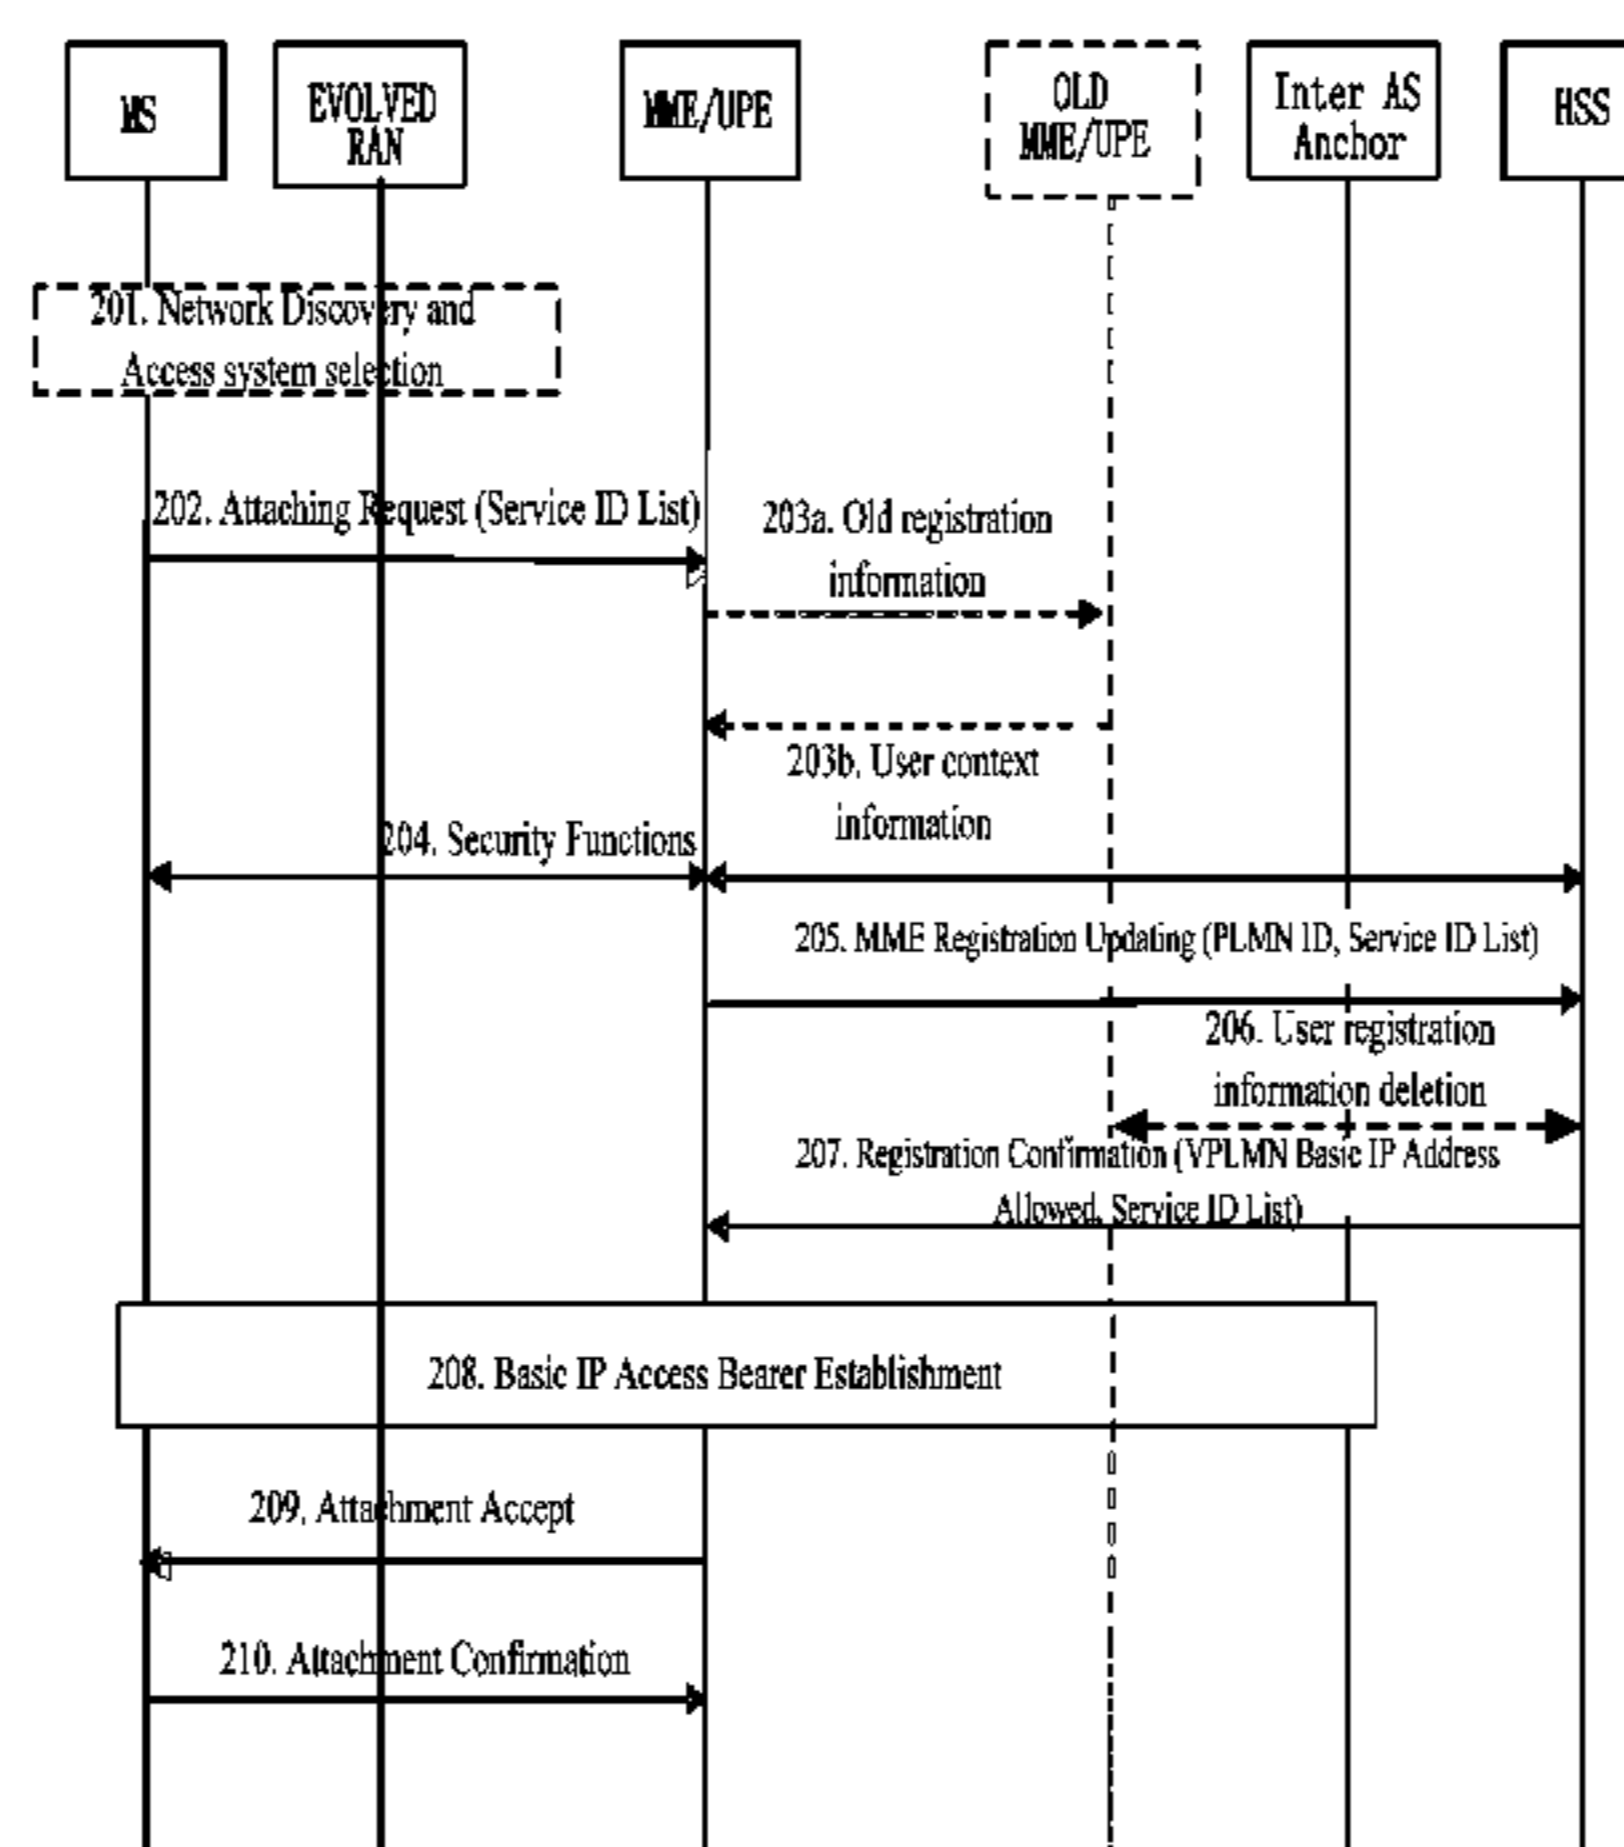 MS
EVOLVED
RAN
MME/UPE
OLD
MME/UPE
Inter AS
Anchor
HSS
201. Network Discovery and
Access system selection
202. Attaching Request (Service ID List)
203a. Old registration
information
203b. User context
information
204. Security Functions
205. MME Registration Updating (PLMN ID, Service ID List)
206. User registration
information deletion
207. Registration Confirmation (VPLMN Basic IP Address
Allowed, Service ID List)
208. Basic IP Access Bearer Establishment
209. Attachment Accept
210. Attachment Confirmation